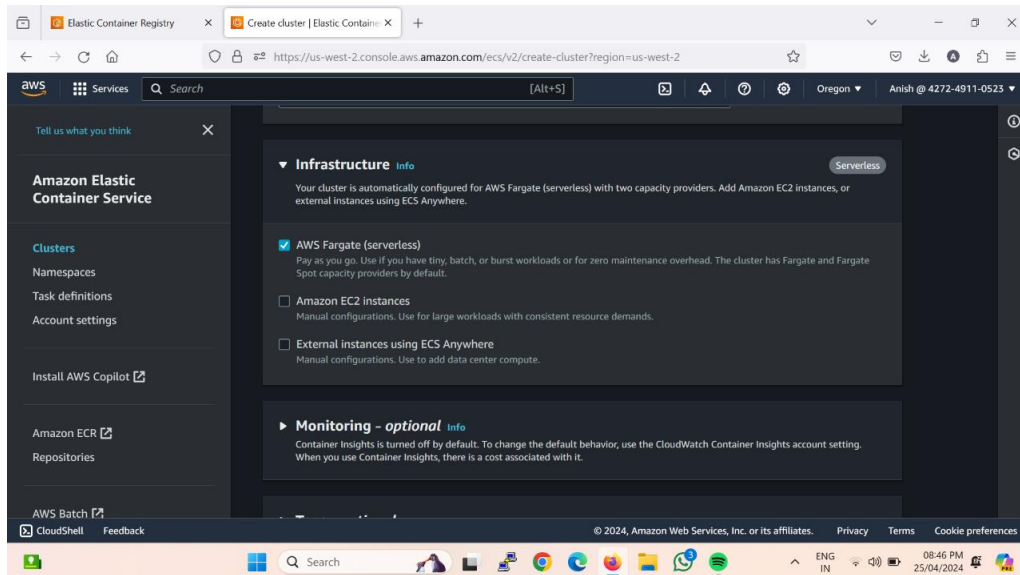 Elastic Container Registry
Create cluster | Elastic Containe
https://us-west-2.console.aws.amazon.com/ecs/v2/create-cluster?region=us-west-2
A
aws
Services
Search
[Alt+S]
Oregon
Anish @ 4272-4911-0523
Tell us what you think
Amazon Elastic
Container Service
Clusters
Namespaces
Task definitions
Account settings
Install AWS Copilot
Amazon ECR
Repositories
AWS Batch
Infrastructure Info
Serverless
Your cluster is automatically configured for AWS Fargate (serverless) with two capacity providers. Add Amazon EC2 instances, or
external instances using ECS Anywhere.
AWS Fargate (serverless)
Pay as you go. Use if you have tiny, batch, or burst workloads or for zero maintenance overhead. The cluster has Fargate and Fargate
Spot capacity providers by default.
Amazon EC2 instances
Manual configurations. Use for large workloads with consistent resource demands.
External instances using ECS Anywhere
Manual configurations. Use to add data center compute.
Monitoring - optional Info
Container Insights is turned off by default. To change the default behavior, use the CloudWatch Container Insights account setting.
When you use Container Insights, there is a cost associated with it.
CloudShell
Feedback
© 2024, Amazon Web Services, Inc. or its affiliates.
Privacy
Terms
Cookie preferences
Search
3
ENG
IN
08:46 PM
25/04/2024
PRE